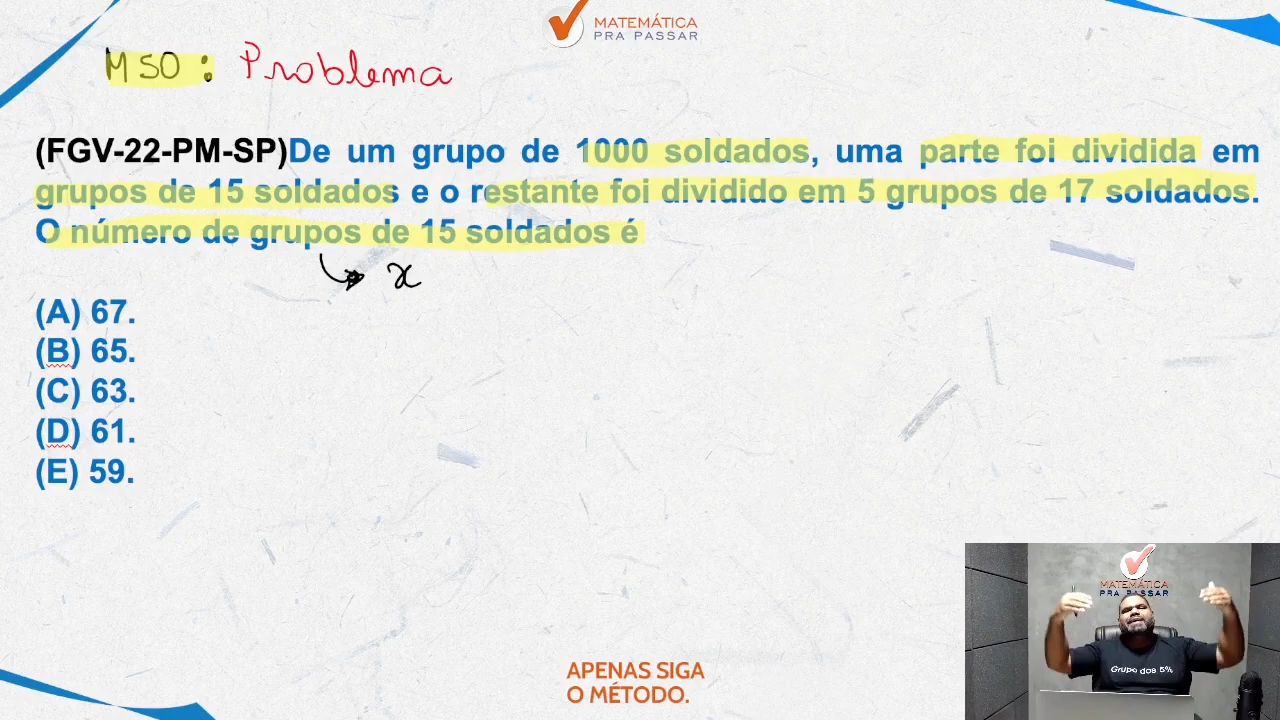 MATEMÁTICA
PRA PASSAR
MSO: Problema
(FGV-22-PM-SP)De um grupo de 1000 soldados, uma parte foi dividida em
grupos de 15 soldados e o restante foi dividido em 5 grupos de 17 soldados.
O número de grupos de 15 soldados é
x
(A) 67.
(B) 65.
(C) 63.
(D) 61.
(E) 59.
MATEMÁTICA
PRA PASSAR
Grupo dos 5%
APENAS SIGA
O MÉTODO.